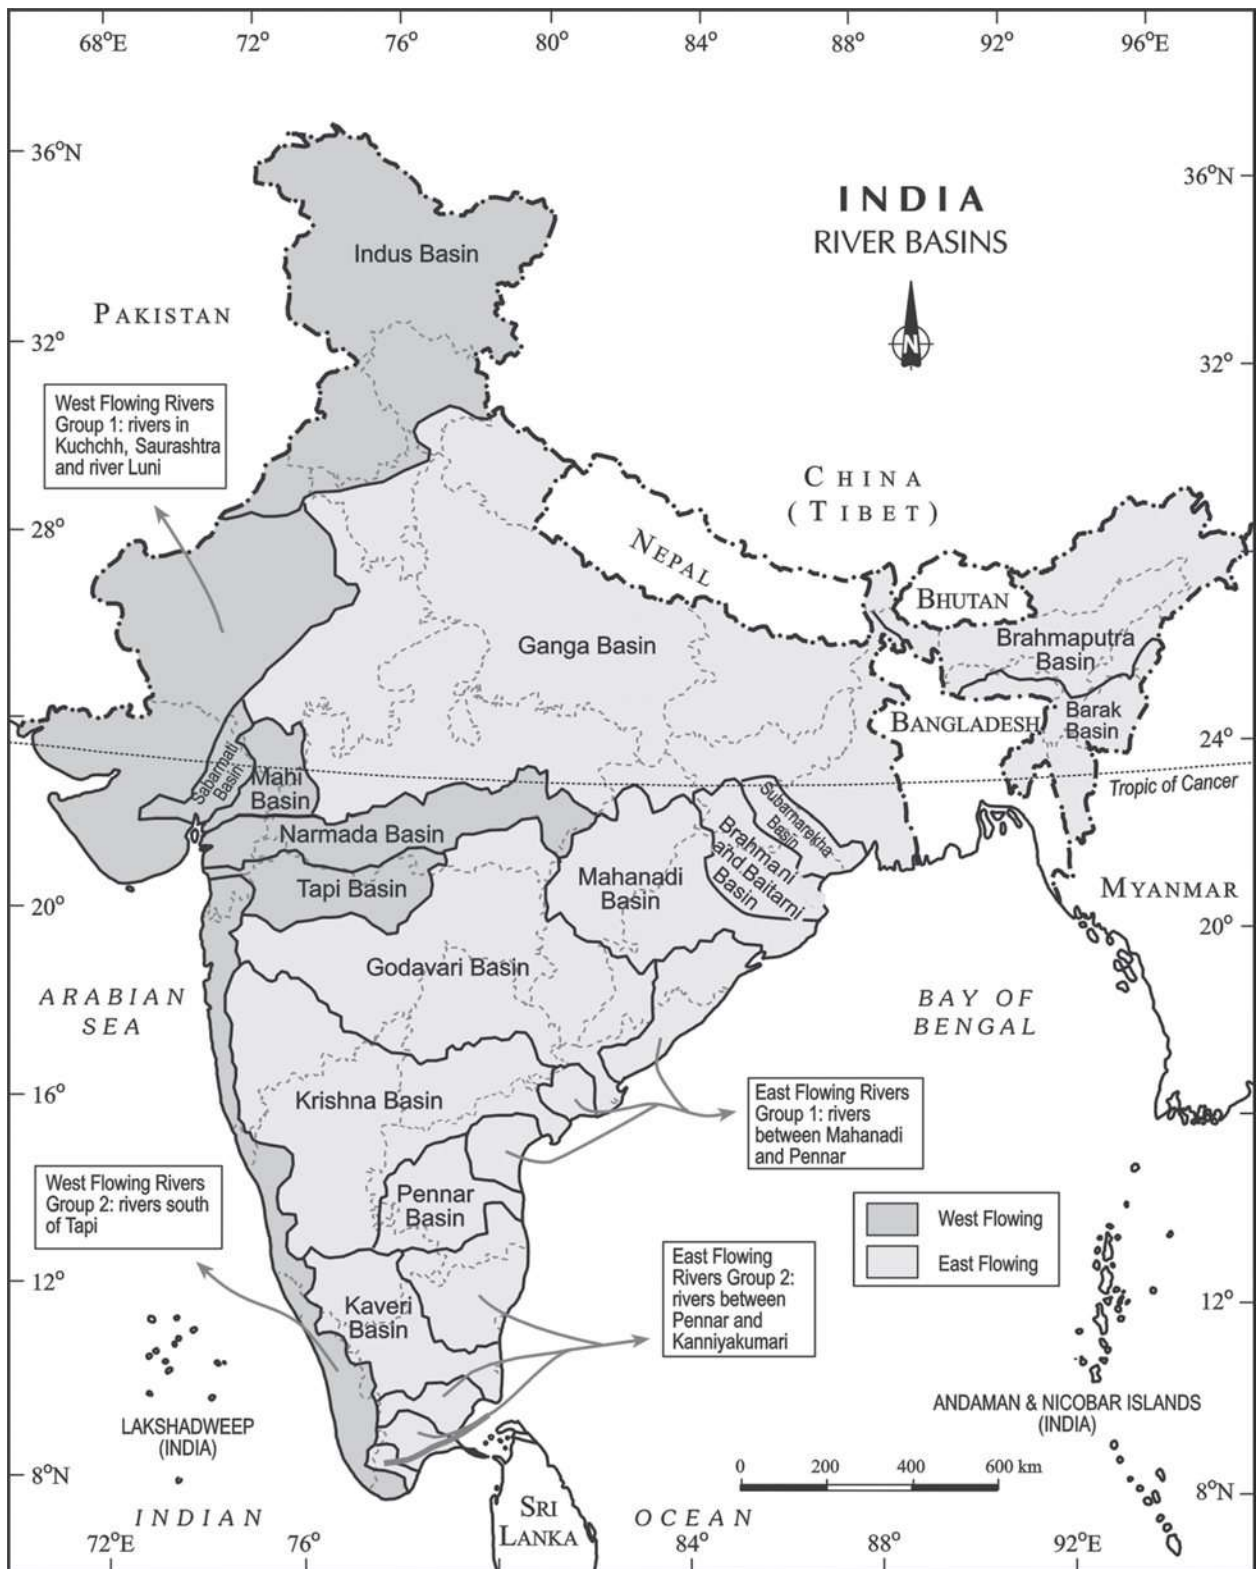 68°E 72° 76° 80° 84° 88° 92° 96°E
36°N
36°N
INDIA
RIVER BASINS
N
Indus Basin
PAKISTAN
32°
32°
West Flowing Rivers
Group 1: rivers in
Kuchchh, Saurashtra
and river Luni
CHINA
(TIBET)
28°
28°
NEPAL
BHUTAN
Ganga Basin
Brahmaputra
Basin
BANGLADESH
Barak
Basin
24°
Sabarmati
Basin
Mahi
Basin
Tropic of Cancer
Subarnarekha
Basin
Narmada Basin
Brahmani
and Baitarni
Basin
Tapi Basin
Mahanadi
Basin
MYANMAR
20°
20°
Godavari Basin
ARABIAN
SEA
BAY OF
BENGAL
16°
Krishna Basin
East Flowing Rivers
Group 1: rivers
between Mahanadi
and Pennar
West Flowing Rivers
Group 2: rivers south
of Tapi
Pennar
Basin
West Flowing
East Flowing
East Flowing
Rivers Group 2:
rivers between
Pennar and
Kanniyakumari
12°
12°
Kaveri
Basin
LAKSHADWEEP
(INDIA)
ANDAMAN & NICOBAR ISLANDS
(INDIA)
0 200 400 600 km
8°N
8°N
SRI
LANKA
INDIAN OCEAN
72°E 76° 84° 88° 92°E